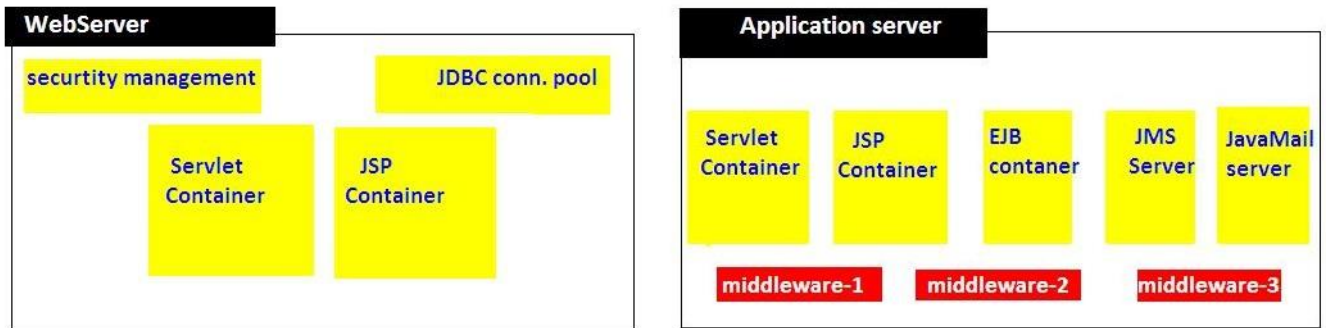 WebServer
securtity management
JDBC conn. pool
Servlet
Container
JSP
Container
Application server
Servlet
Container
JSP
Container
EJB
contaner
JMS
Server
JavaMail
server
middleware-1
middleware-2
middleware-3